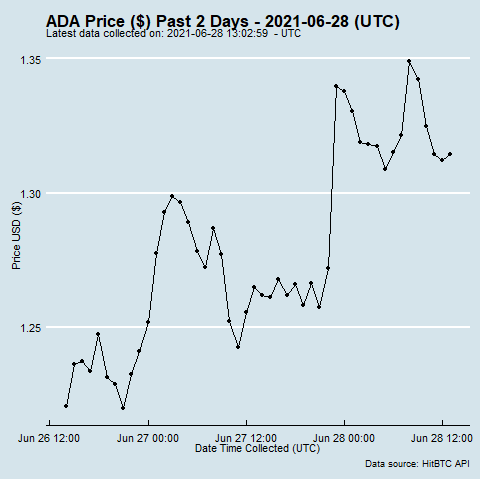 ADA Price ($) Past 2 Days - 2021-06-28 (UTC)
Latest data collected on: 2021-06-28 13:02:59 - UTC
1.35
1.30
1.25
Price USD ($)
Jun 26 12:00 Jun 27 00:00 Jun 27 12:00 Jun 28 00:00 Jun 28 12:00
Date Time Collected (UTC)
Data source: HitBTC API